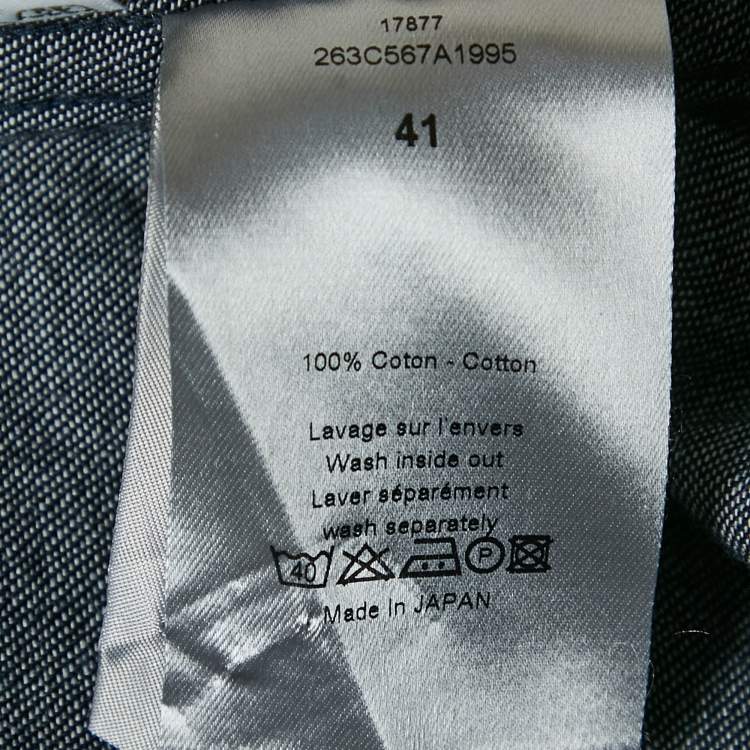 17877
263C567A1995
41
100% Coton - Cotton
Lavage sur l'envers
Wash inside out
Laver séparément
wash separately
40 P
Made In JAPAN